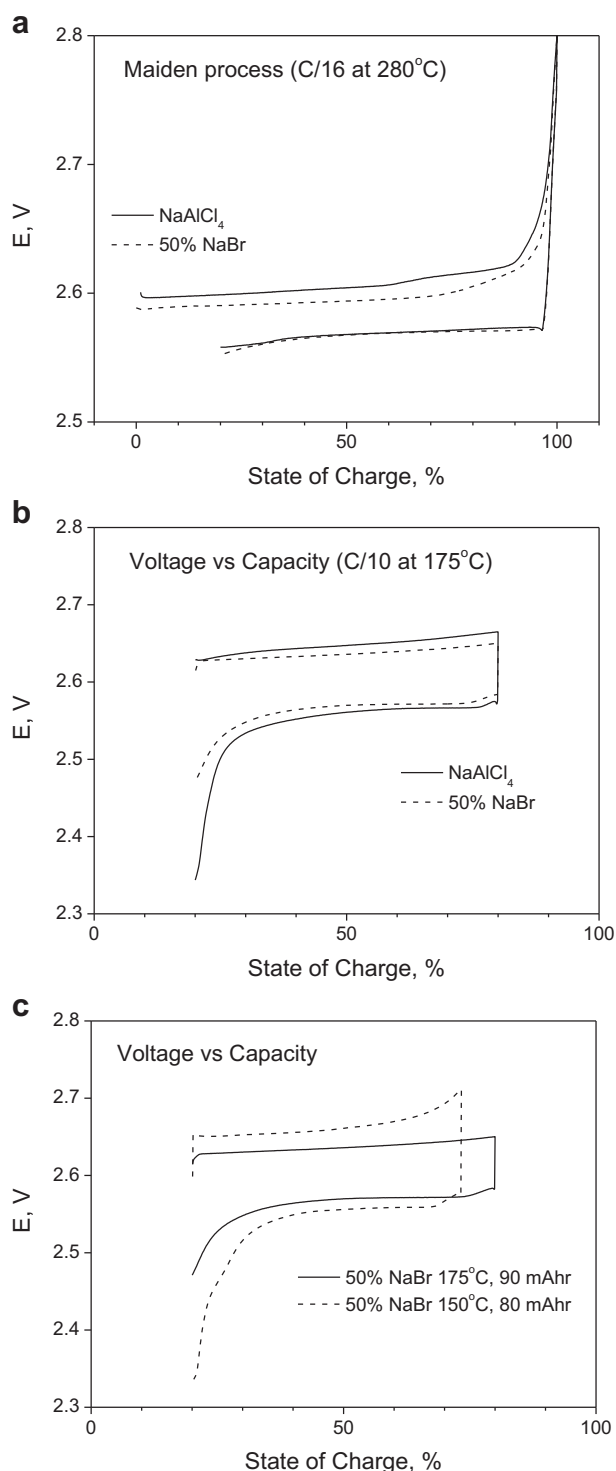 a
2.8
Maiden process (C/16 at 280°C)
2.7
NaAlCl₄
50% NaBr
E, V
2.6
2.5
0 50 100
State of Charge, %
b
2.8
Voltage vs Capacity (C/10 at 175°C)
2.7
2.6
E, V
2.5
NaAlCl₄
50% NaBr
2.4
2.3
0 50 100
State of Charge, %
c
2.8
Voltage vs Capacity
2.7
2.6
E, V
2.5
50% NaBr 175°C, 90 mAhr
50% NaBr 150°C, 80 mAhr
2.4
2.3
0 50 100
State of Charge, %